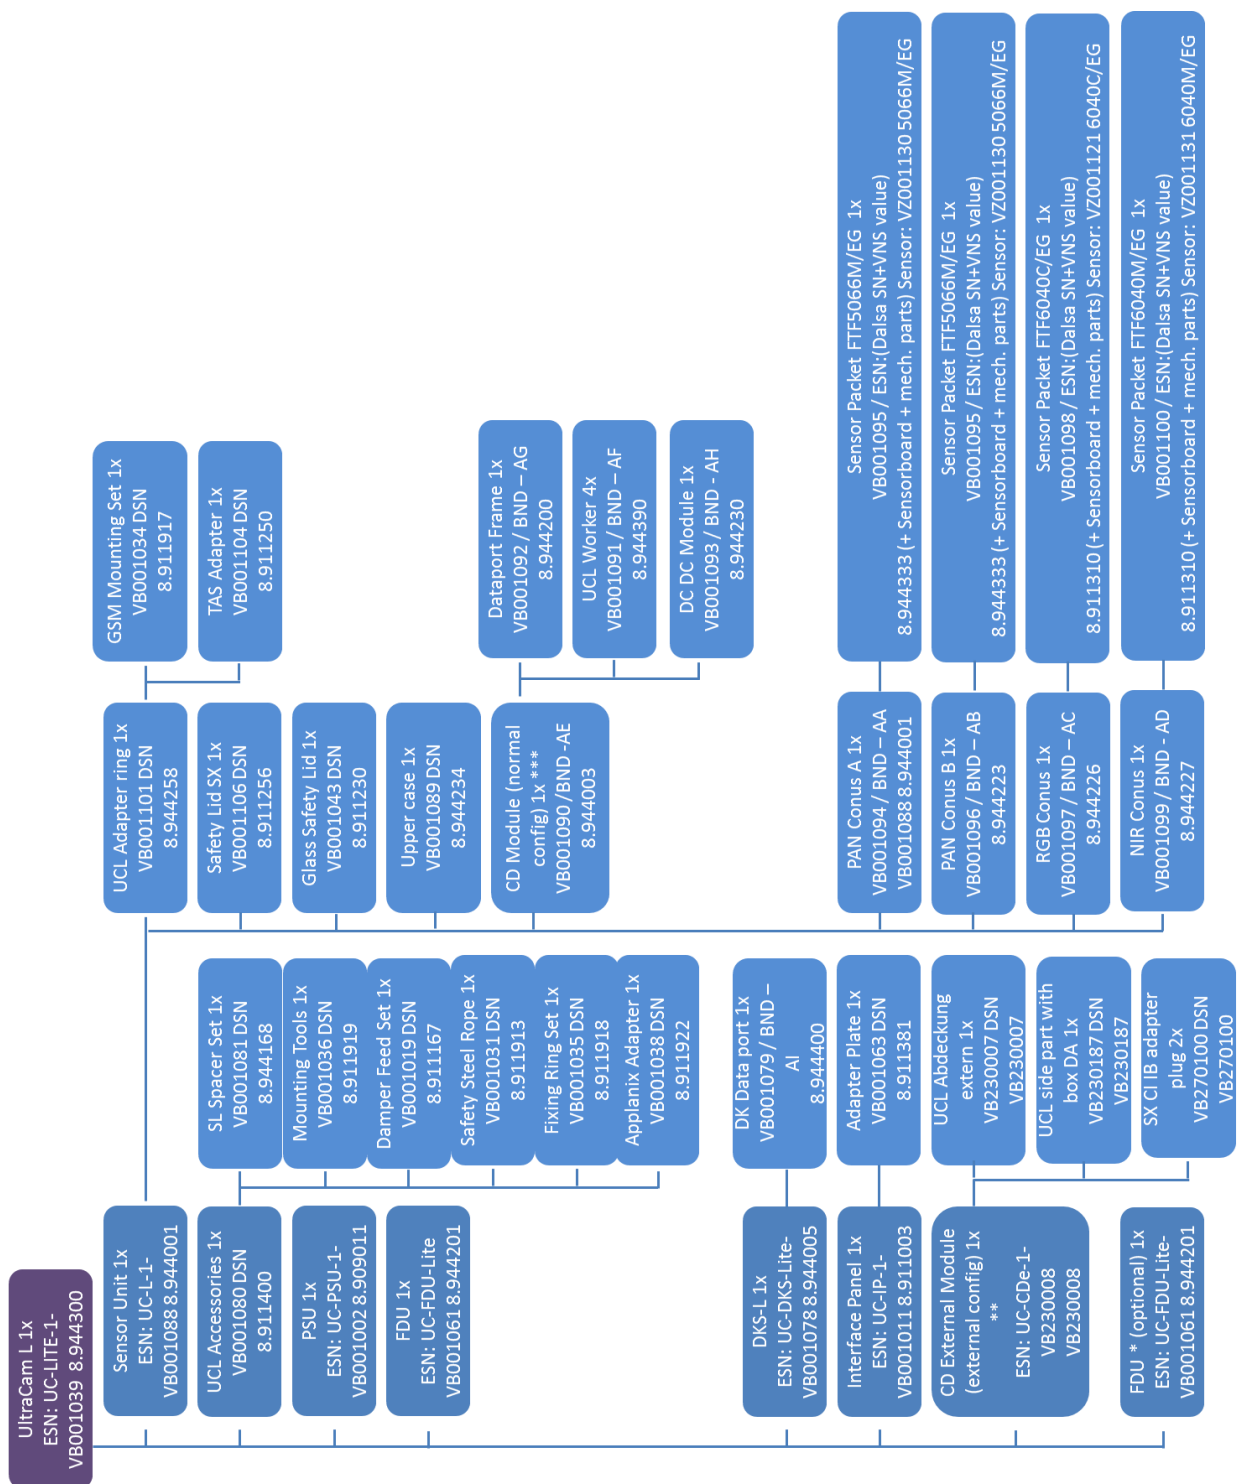 UltraCam L 1x
ESN: UC-LITE-1-
VB001039 8.944300
Sensor Unit 1x
ESN: UC-L-1-
VB001088 8.944001
UCL Accessories 1x
VB001080 DSN
8.911400
PSU 1x
ESN: UC-PSU-1-
VB001002 8.909011
FDU 1x
ESN: UC-FDU-Lite
VB001061 8.944201
DKS-L 1x
ESN: UC-DKS-Lite-
VB001078 8.944005
Interface Panel 1x
ESN: UC-IP-1-
VB001011 8.911003
CD External Module
(external config) 1x
**
ESN: UC-CDe-1-
VB230008
VB230008
FDU * (optional) 1x
ESN: UC-FDU-Lite-
VB001061 8.944201
SL Spacer Set 1x
VB001081 DSN
8.944168
Mounting Tools 1x
VB001036 DSN
8.911919
Damper Feed Set 1x
VB001019 DSN
8.911167
Safety Steel Rope 1x
VB001031 DSN
8.911913
Fixing Ring Set 1x
VB001035 DSN
8.911918
Applanix Adapter 1x
VB001038 DSN
8.911922
DK Data port 1x
VB001079 / BND –
AI
8.944400
Adapter Plate 1x
VB001063 DSN
8.911381
UCL Abdeckung
extern 1x
VB230007 DSN
VB230007
UCL side part with
box DA 1x
VB230187 DSN
VB230187
SX Cl IB adapter
plug 2x
VB270100 DSN
VB270100
UCL Adapter ring 1x
VB001101 DSN
8.944258
Safety Lid SX 1x
VB001106 DSN
8.911256
Glass Safety Lid 1x
VB001043 DSN
8.911230
Upper case 1x
VB001089 DSN
8.944234
CD Module (normal
config) 1x ***
VB001090 /BND -AE
8.944003
PAN Conus A 1x
VB001094 / BND – AA
VB001088 8.944001
PAN Conus B 1x
VB001096 / BND – AB
8.944223
RGB Conus 1x
VB001097 / BND – AC
8.944226
NIR Conus 1x
VB001099 / BND - AD
8.944227
GSM Mounting Set 1x
VB001034 DSN
8.911917
TAS Adapter 1x
VB001104 DSN
8.911250
Dataport Frame 1x
VB001092 / BND – AG
8.944200
UCL Worker 4x
VB001091 / BND – AF
8.944390
DC DC Module 1x
VB001093 / BND - AH
8.944230
Sensor Packet FTF5066M/EG 1x
VB001095 / ESN:(Dalsa SN+VNS value)
8.944333 (+ Sensorboard + mech. parts) Sensor: VZ001130 5066M/EG
Sensor Packet FTF5066M/EG 1x
VB001095 / ESN:(Dalsa SN+VNS value)
8.944333 (+ Sensorboard + mech. parts) Sensor: VZ001130 5066M/EG
Sensor Packet FTF6040C/EG 1x
VB001098 / ESN:(Dalsa SN+VNS value)
8.911310 (+ Sensorboard + mech. parts) Sensor: VZ001121 6040C/EG
Sensor Packet FTF6040M/EG 1x
VB001100 / ESN:(Dalsa SN+VNS value)
8.911310 (+ Sensorboard + mech. parts) Sensor: VZ001131 6040M/EG